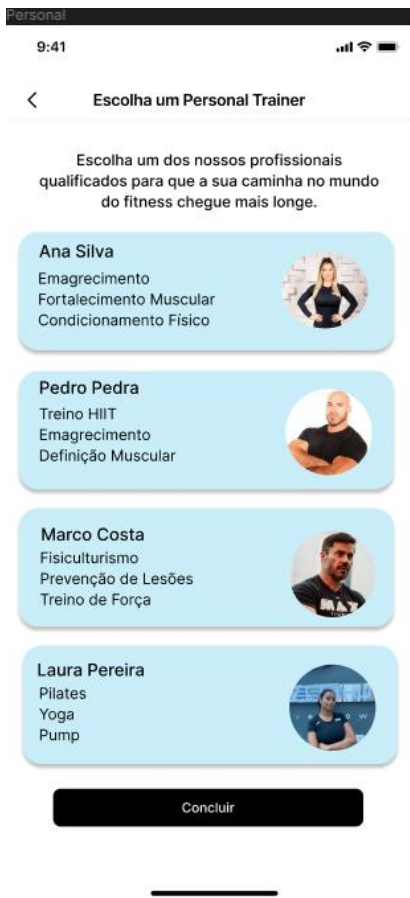 Personal
9:41
Escolha um Personal Trainer
Escolha um dos nossos profissionais
qualificados para que a sua caminha no mundo
do fitness chegue mais longe.
Ana Silva
Emagrecimento
Fortalecimento Muscular
Condicionamento Físico
Pedro Pedra
Treino HIIT
Emagrecimento
Definição Muscular
Marco Costa
Fisiculturismo
Prevenção de Lesões
Treino de Força
Laura Pereira
Pilates
Yoga
Pump
Concluir